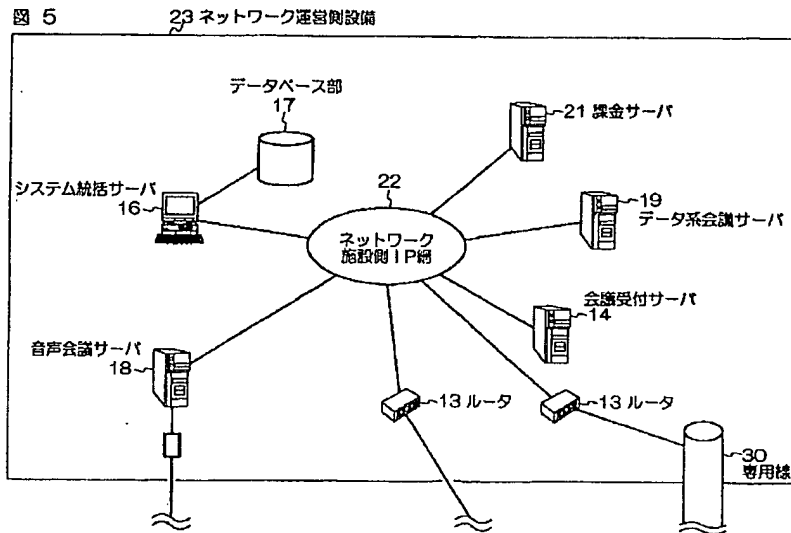 図 5
23 ネットワーク運営側設備
データベース部
17
21 課金サーバ
システム統括サーバ
16
22
ネットワーク
施設側IP網
19
データ系会議サーバ
会議受付サーバ
14
音声会議サーバ
18
13 ルータ
13 ルータ
30
専用線